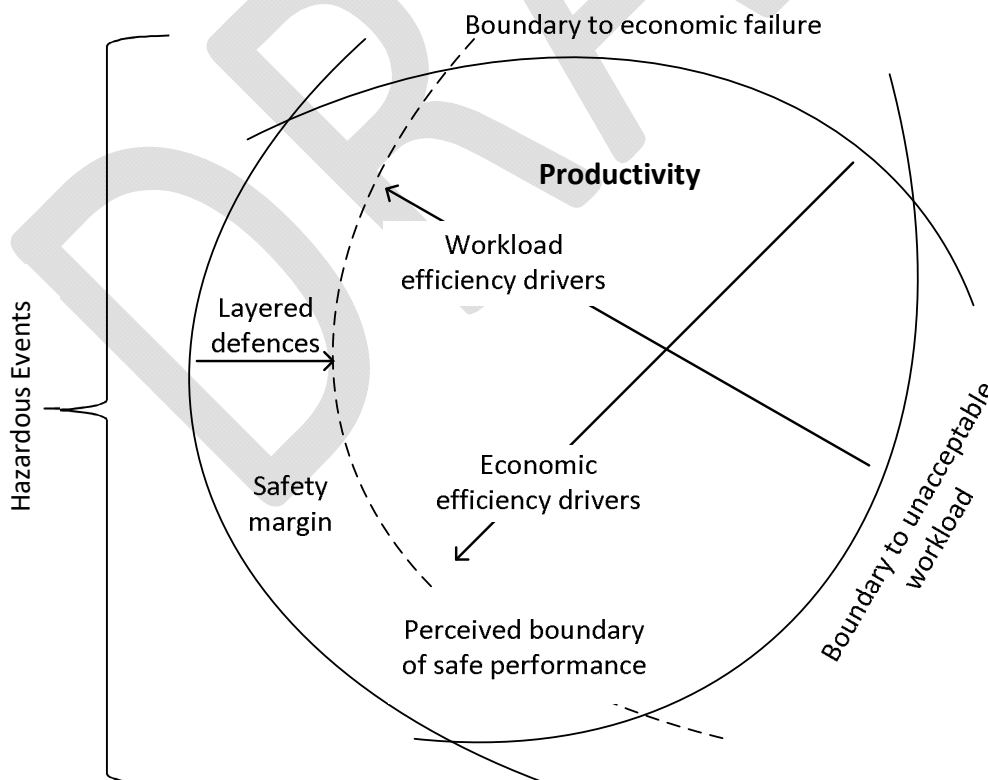 Boundary to economic failure
Productivity
Workload
efficiency drivers
Layered
defences
Hazardous Events
Economic
efficiency drivers
Safety
margin
Boundary to unacceptable
workload
Perceived boundary
of safe performance
DRA